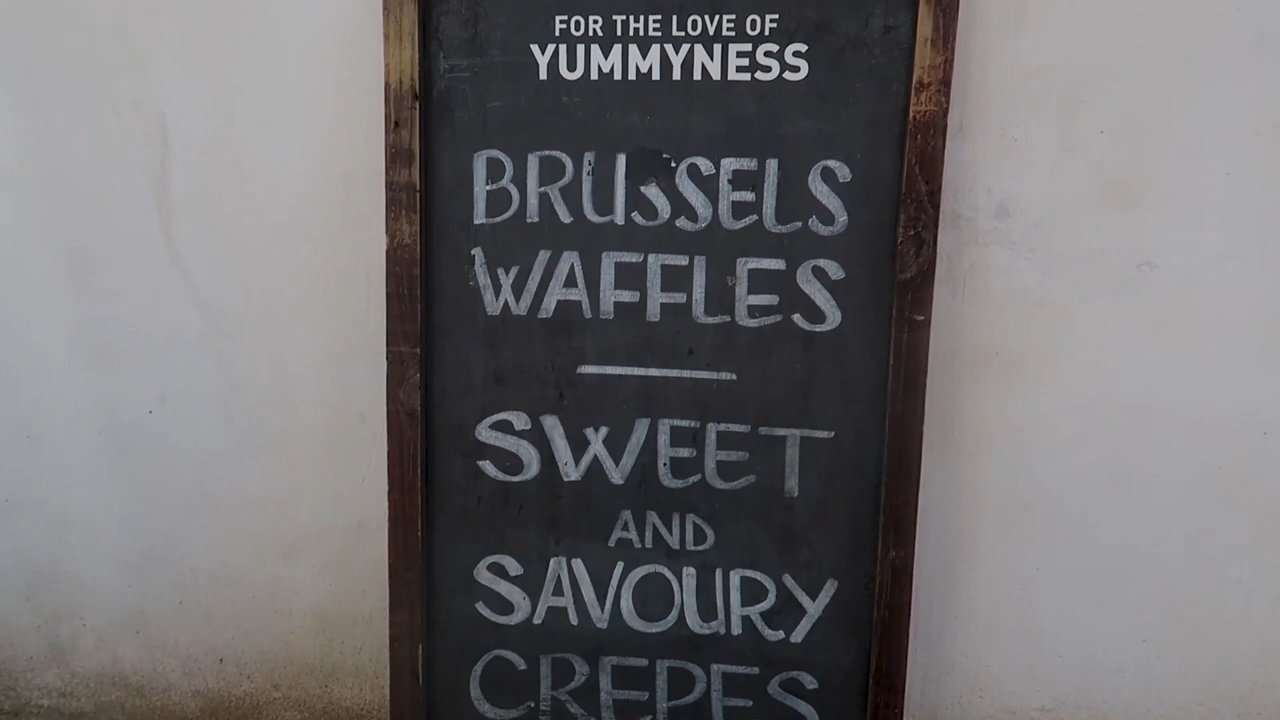 FOR THE LOVE OF
YUMMYNESS
BRUSSELS
WAFFLES
SWEET
AND
SAVOURY
CREPES